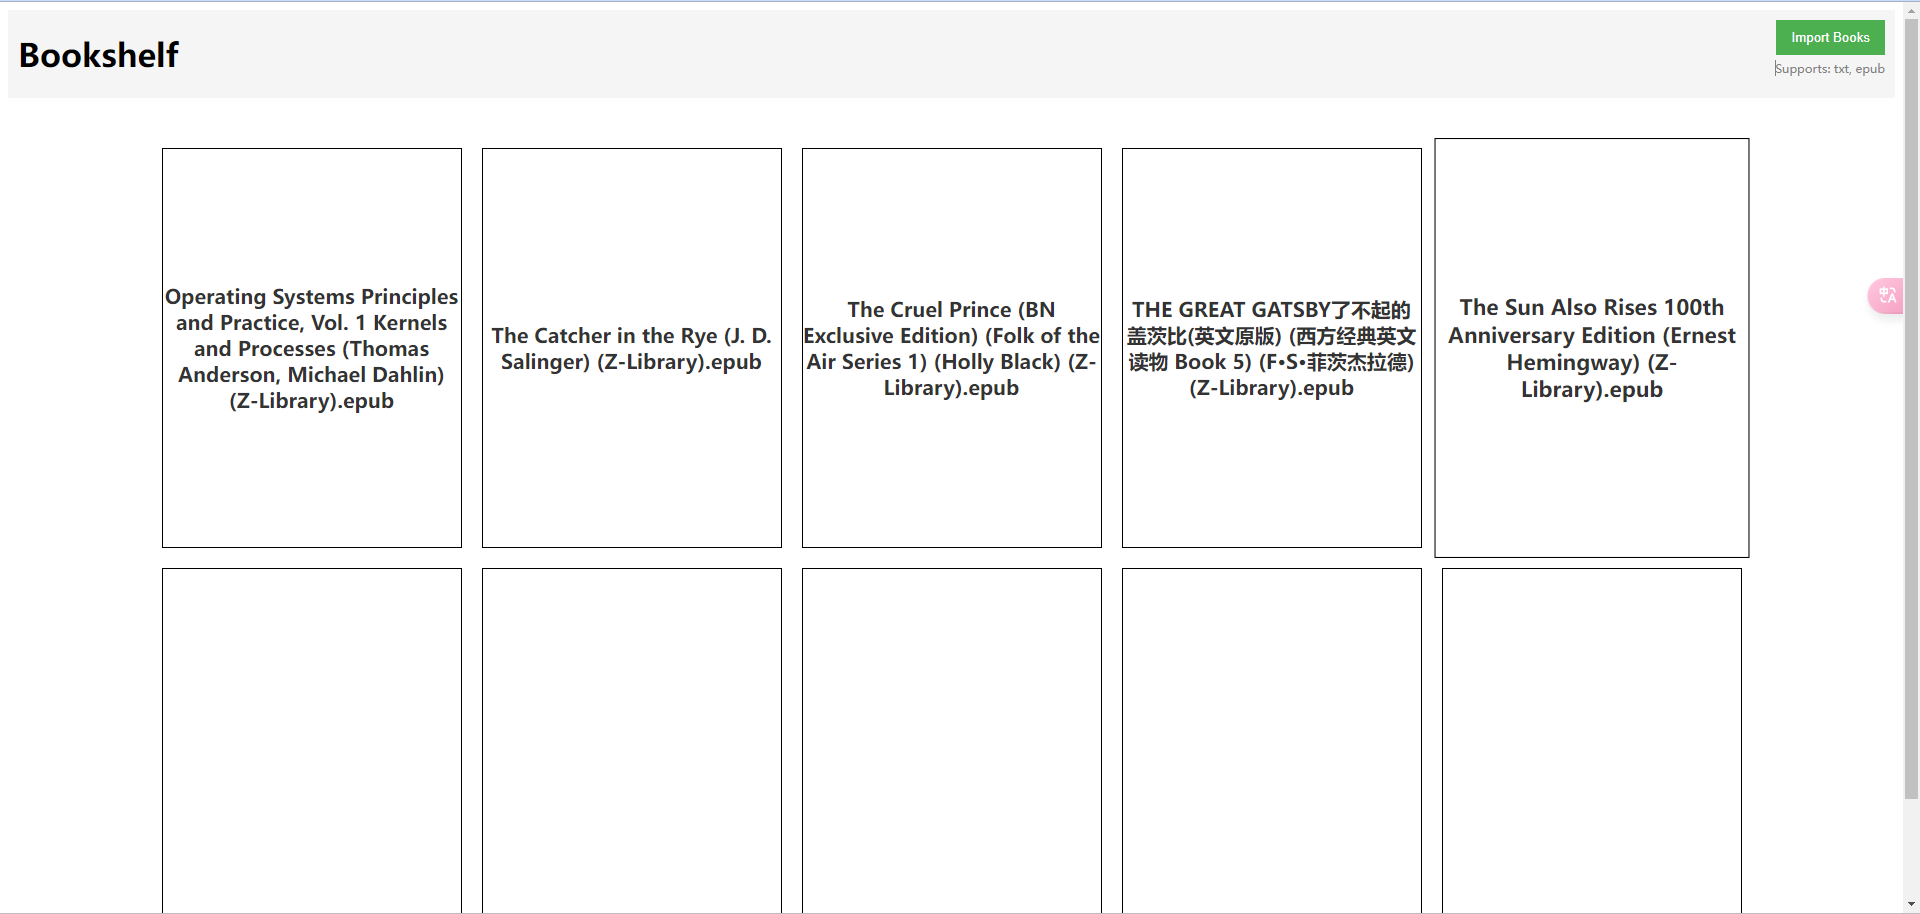 Bookshelf
Import Books
Supports: txt, epub
Operating Systems Principles
and Practice, Vol. 1 Kernels
and Processes (Thomas
Anderson, Michael Dahlin)
(Z-Library).epub
The Catcher in the Rye (J. D.
Salinger) (Z-Library).epub
The Cruel Prince (BN
Exclusive Edition) (Folk of the
Air Series 1) (Holly Black) (Z-
Library).epub
THE GREAT GATSBY了不起的
盖茨比(英文原版) (西方经典英文
读物 Book 5) (F•S•菲茨杰拉德)
(Z-Library).epub
The Sun Also Rises 100th
Anniversary Edition (Ernest
Hemingway) (Z-
Library).epub
中A